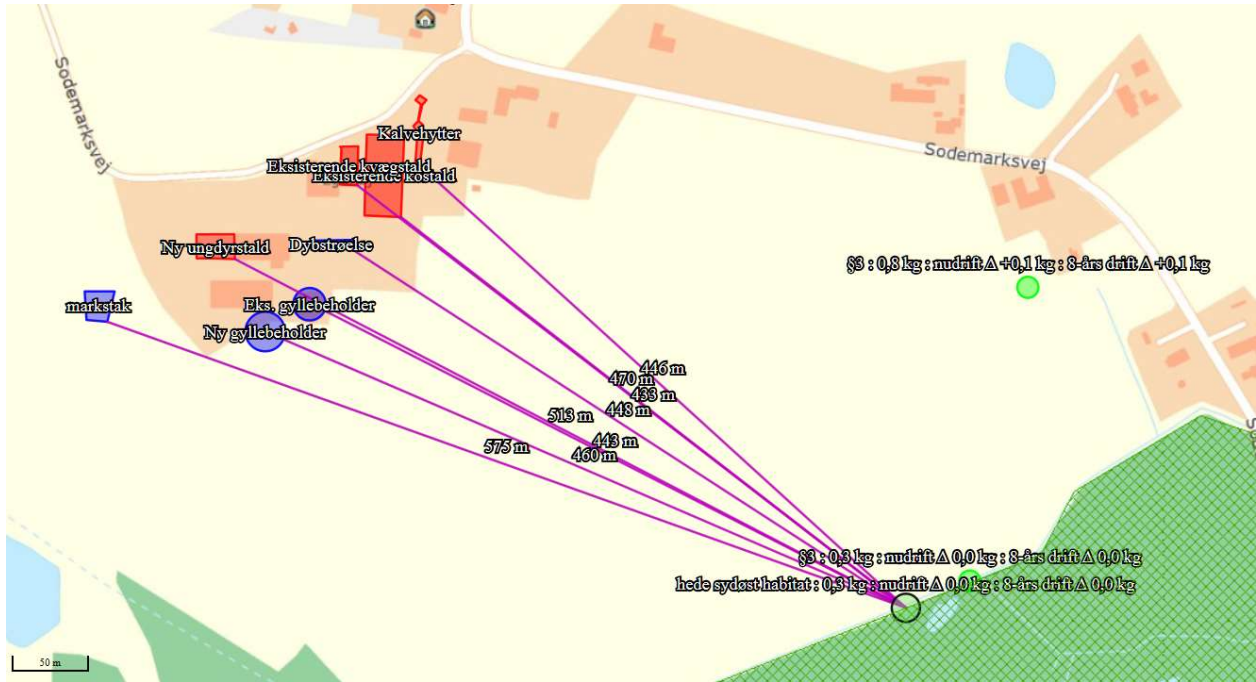 Sodemarksvej
Kalvehytter
Eksisterende kvægstald
Eksisterende kostald
Sodemarksvej
Ny ungdyrstald
Dybstrøelse
§3 : 0,8 kg : nudrift Δ +0,1 kg : 8-års drift Δ +0,1 kg
markstak
Eks. gyllebeholder
Ny gyllebeholder
446 m
470 m
433 m
448 m
513 m
443 m
575 m
460 m
§3 : 0,3 kg : nudrift Δ 0,0 kg : 8-års drift Δ 0,0 kg
hede sydøst habitat : 0,3 kg : nudrift Δ 0,0 kg : 8-års drift Δ 0,0 kg
50 m